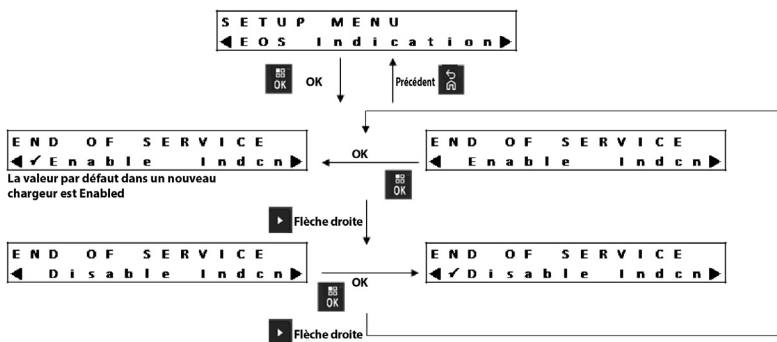 SETUP MENU
◀EOS Indication▶
OK
OK
Précédent
END OF SERVICE
◀✓Enable Indcn▶
La valeur par défaut dans un nouveau
chargeur est Enabled
OK
OK
END OF SERVICE
◀ Enable Indcn▶
Flèche droite
END OF SERVICE
◀ Disable Indcn▶
OK
OK
END OF SERVICE
◀✓Disable Indcn▶
Flèche droite